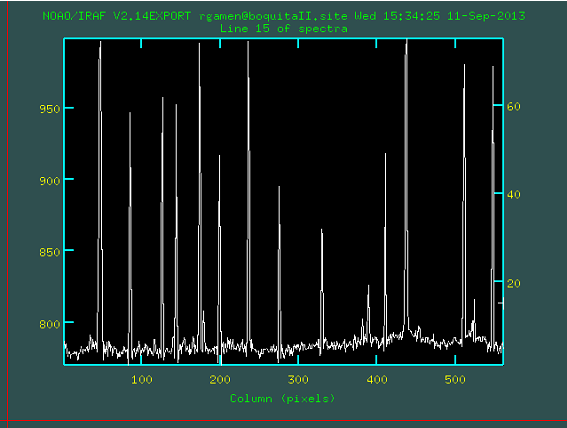 NOAO/IRAF V2.14EXPORT rgamen@boquitaII.site Wed 15:34:25 11-Sep-2013
Line 15 of spectra
950
900
850
800
60
40
20
100 200 300 400 500
Column (pixels)